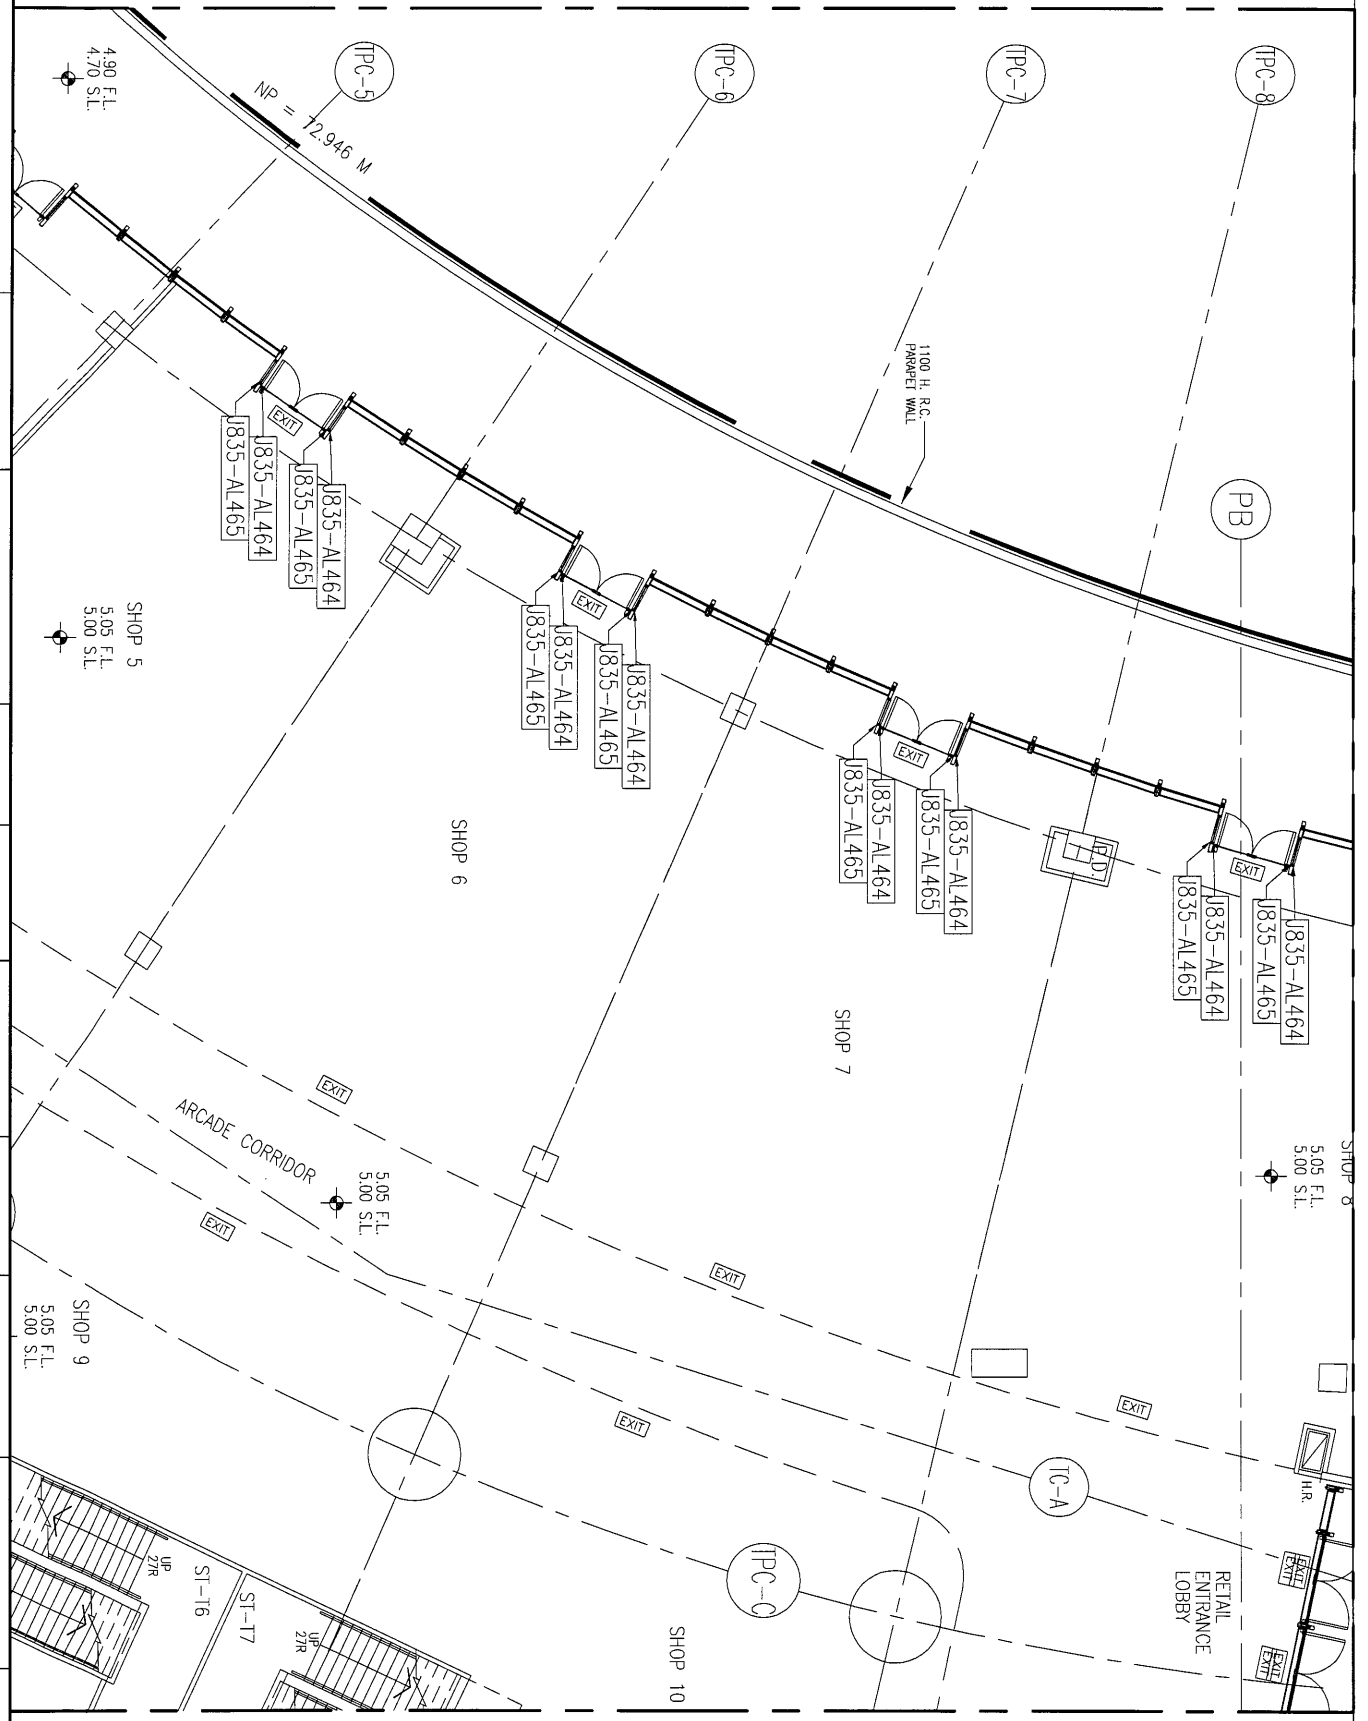 TPC-5
TPC-6
TPC-7
TPC-8
4.90 F.L.
4.70 S.L.
NP = 72.946 M
1100 H. R.C.
PARAPET WALL
PB
EXIT
J835-AL464
J835-AL465
J835-AL464
J835-AL465
EXIT
J835-AL464
J835-AL465
J835-AL464
J835-AL465
EXIT
J835-AL464
J835-AL465
J835-AL464
J835-AL465
P.D.
EXIT
J835-AL464
J835-AL465
J835-AL464
J835-AL465
SHOP 5
5.05 F.L.
5.00 S.L.
SHOP 6
SHOP 7
SHOP 8
5.05 F.L.
5.00 S.L.
EXIT
ARCADE CORRIDOR
5.05 F.L.
5.00 S.L.
EXIT
EXIT
EXIT
EXIT
SHOP 9
5.05 F.L.
5.00 S.L.
TC-A
H.R.
TPC-C
EXIT
EXIT
RETAIL
ENTRANCE
LOBBY
EXIT
EXIT
UP
27R
ST-T6
ST-T7
UP
27R
SHOP 10